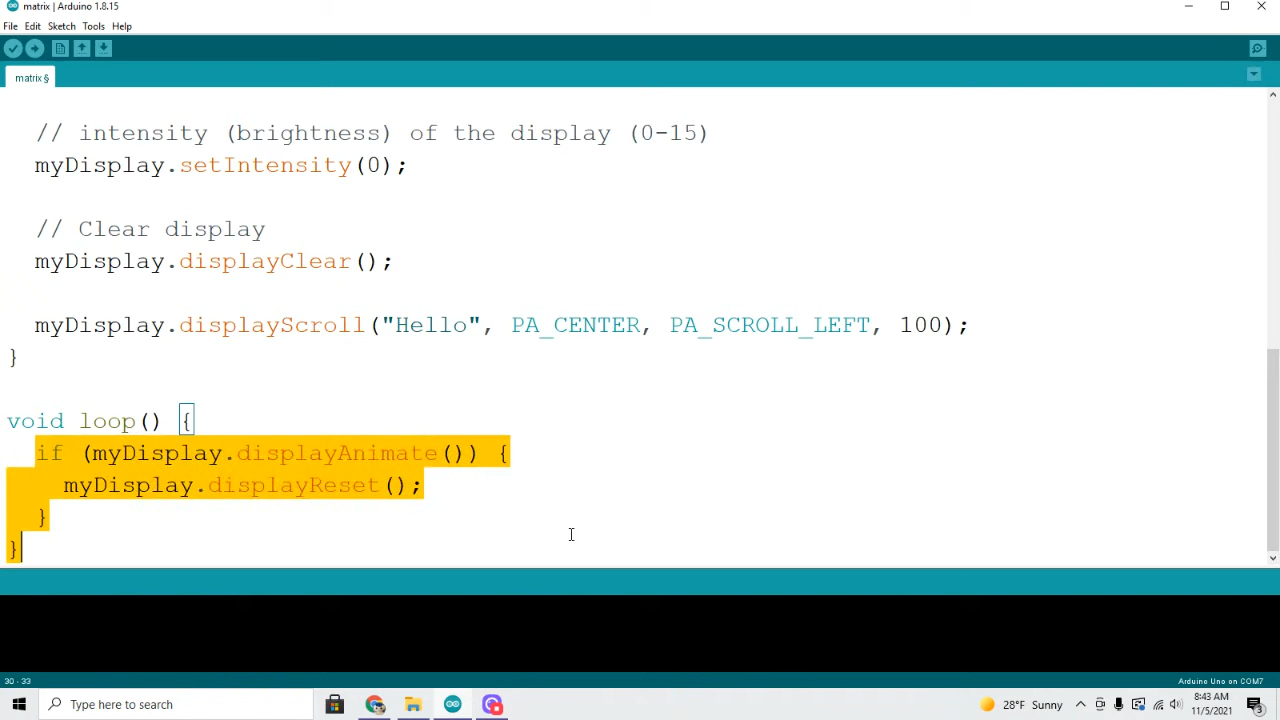 matrix | Arduino 1.8.15
File Edit Sketch Tools Help
matrix §
// intensity (brightness) of the display (0-15)
myDisplay.setIntensity(0);
// Clear display
myDisplay.displayClear();
myDisplay.displayScroll("Hello", PA_CENTER, PA_SCROLL_LEFT, 100);
}
void loop() {
if (myDisplay.displayAnimate()) {
myDisplay.displayReset();
}
}
30 - 33
Arduino Uno on COM7
Type here to search
28°F Sunny
8:43 AM
11/5/2021
3